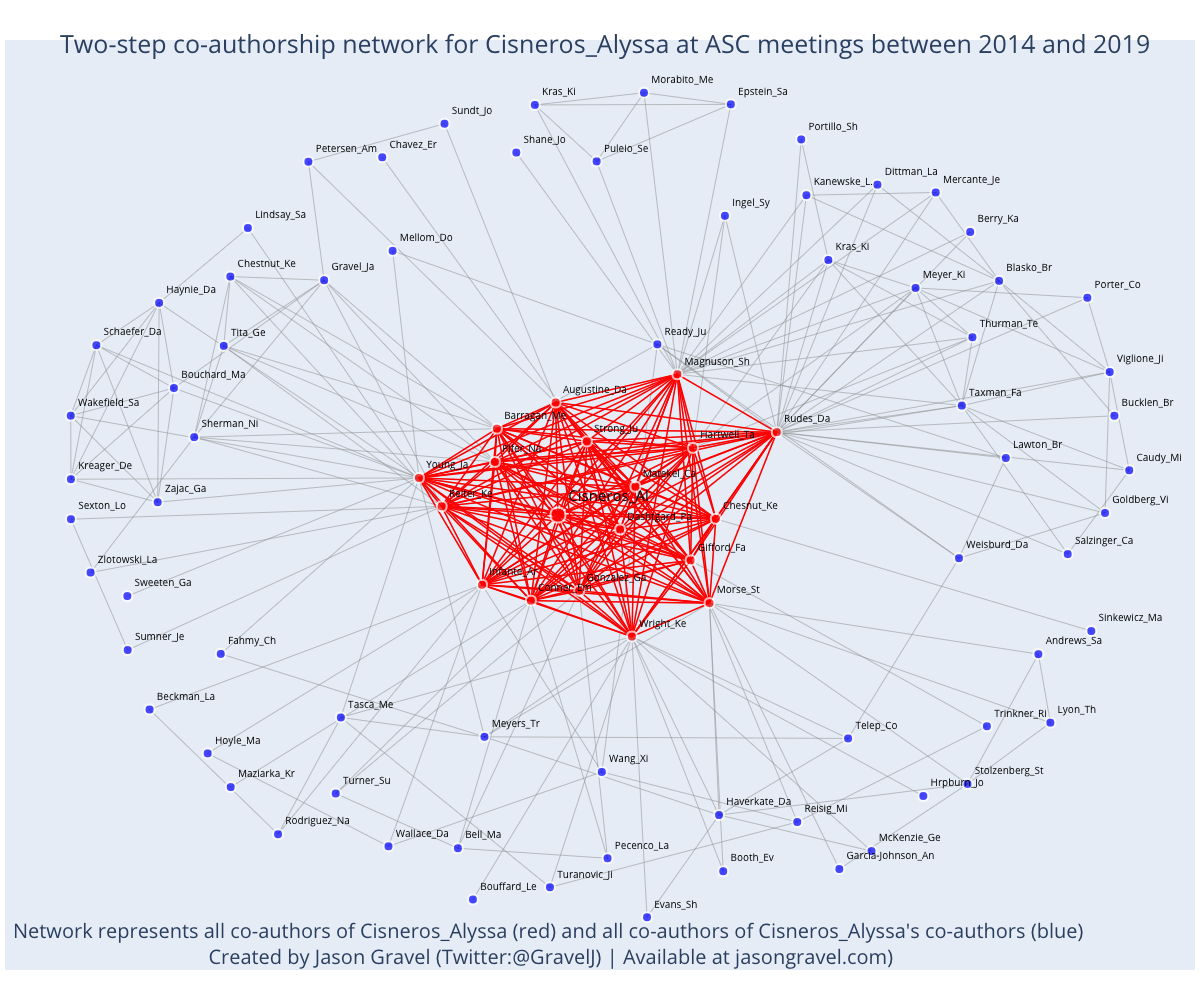 Two-step co-authorship network for Cisneros_Alyssa at ASC meetings between 2014 and 2019
Morabito_Me
Kras_Ki
Epstein_Sa
Sundt_Jo
Portillo_Sh
Shane_Jo
Chavez_Er
Petersen_Am
Puleio_Se
Dittman_La
Mercante_Je
Kanewske_L..
Ingel_Sy
Lindsay_Sa
Berry_Ka
Mellom_Do
Kras_Ki
Chestnut_Ke
Gravel_Ja
Meyer_Ki
Blasko_Br
Haynie_Da
Porter_Co
Schaefer_Da
Tita_Ge
Ready_Ju
Thurman_Te
Magnuson_Sh
Viglione_Ji
Bouchard_Ma
Augustine_Da
Taxman_Fa
Wakefield_Sa
Bucklen_Br
Sherman_Ni
Barragan_Me
Strong_Ju
Hartwell_Ta
Rudes_Da
Lawton_Br
Kreager_De
Young_Ja
Caudy_Mi
Zajac_Ga
Cisneros_Al
Goldberg_Vi
Sexton_Lo
Chesnut_Ke
Weisburd_Da
Salzinger_Ca
Gifford_Fa
Zlotowski_La
Infante_Ar
Gonzalez_Ga
Sweeten_Ga
Morse_St
Wright_Ke
Sinkewicz_Ma
Sumner_Je
Fahmy_Ch
Andrews_Sa
Beckman_La
Tasca_Me
Meyers_Tr
Telep_Co
Trinkner_Ri
Lyon_Th
Hoyle_Ma
Wang_Xi
Maziarka_Kr
Turner_Su
Stolzenberg_St
Haverkate_Da
Reisig_Mi
Rodriguez_Na
Wallace_Da
Bell_Ma
Pecenco_La
McKenzie_Ge
Garcia-Johnson_An
Booth_Ev
Turanovic_Ji
Bouffard_Le
Evans_Sh
Network represents all co-authors of Cisneros_Alyssa (red) and all co-authors of Cisneros_Alyssa's co-authors (blue)
Created by Jason Gravel (Twitter:@GravelJ) | Available at jasongravel.com)